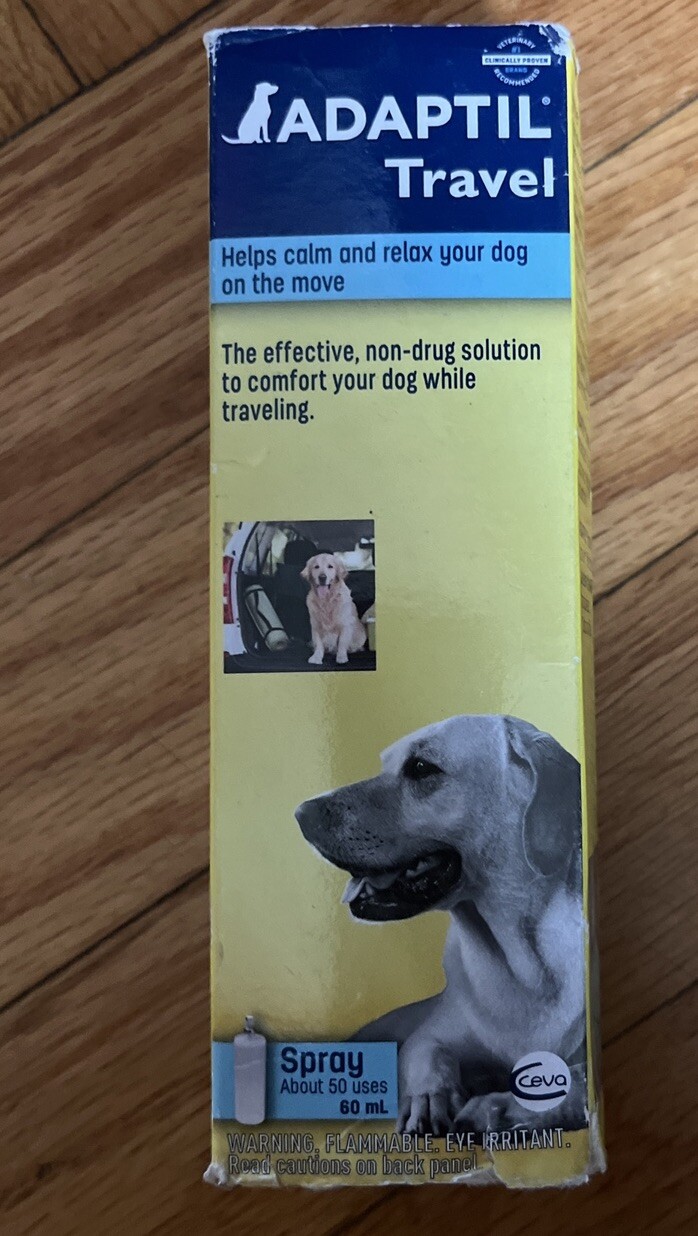 VETERINARY
#1
CLINICALLY PROVEN
BRAND
RECOMMENDED
ADAPTIL®
Travel
Helps calm and relax your dog
on the move
The effective, non-drug solution
to comfort your dog while
traveling.
Spray
About 50 uses
60 mL
Ceva
WARNING. FLAMMABLE. EYE IRRITANT.
Read cautions on back panel